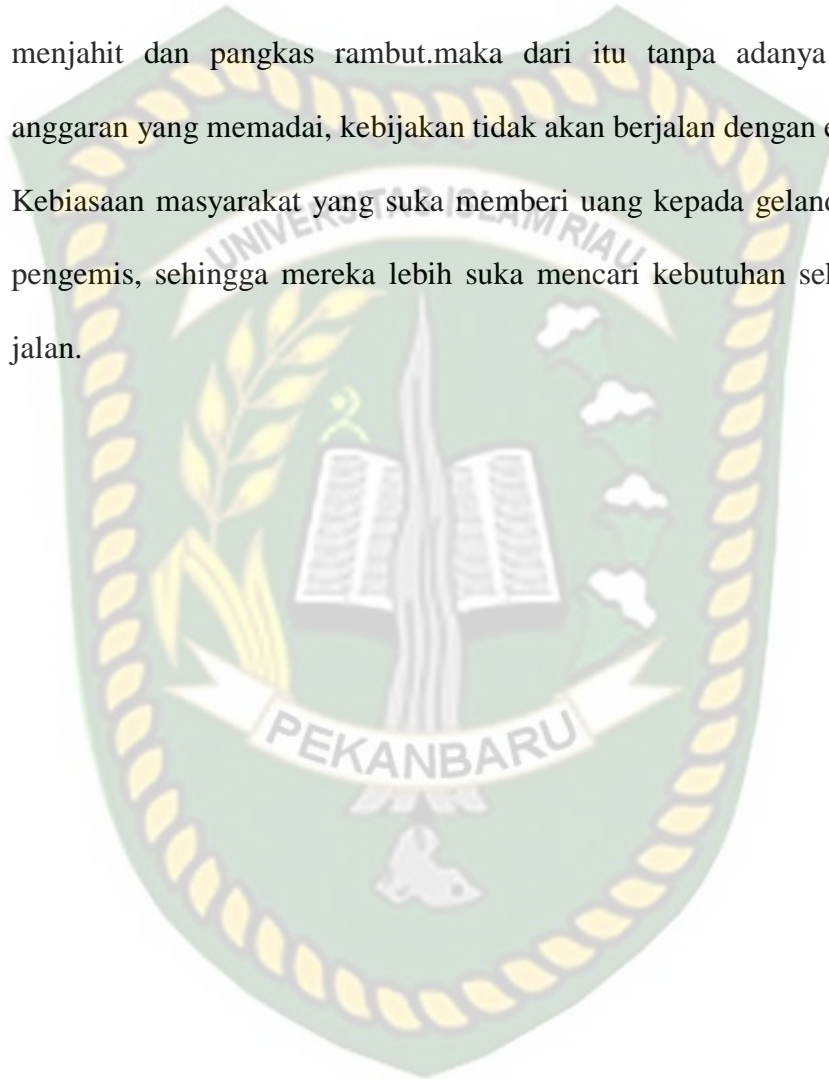 menjahit dan pangkas rambut.maka dari itu tanpa adanya
anggaran yang memadai, kebijakan tidak akan berjalan dengan
Kebiasaan masyarakat yang suka memberi uang kepada
pengemis, sehingga mereka lebih suka mencari kebutuhan
jalan.
UNIVERSITAS ISLAM RIAU
PEKANBARU